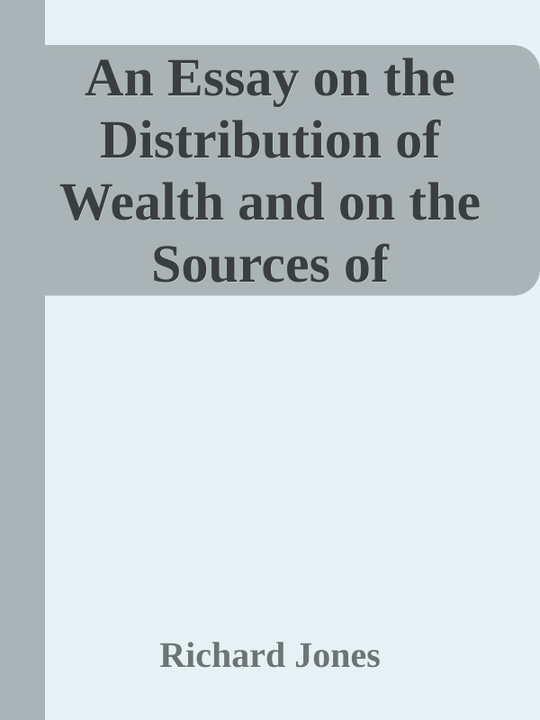 An Essay on the
Distribution of
Wealth and on the
Sources of
Richard Jones